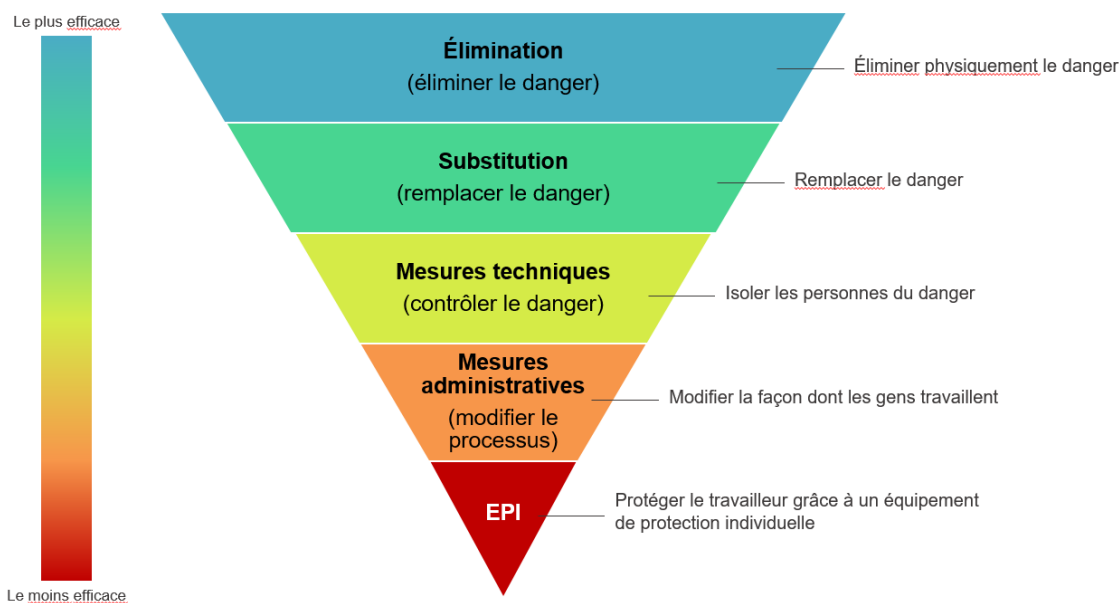 Le plus efficace
Élimination
(éliminer le danger)
Éliminer physiquement le danger
Substitution
(remplacer le danger)
Remplacer le danger
Mesures techniques
(contrôler le danger)
Isoler les personnes du danger
Mesures
administratives
(modifier le
processus)
Modifier la façon dont les gens travaillent
EPI
Protéger le travailleur grâce à un équipement
de protection individuelle
Le moins efficace